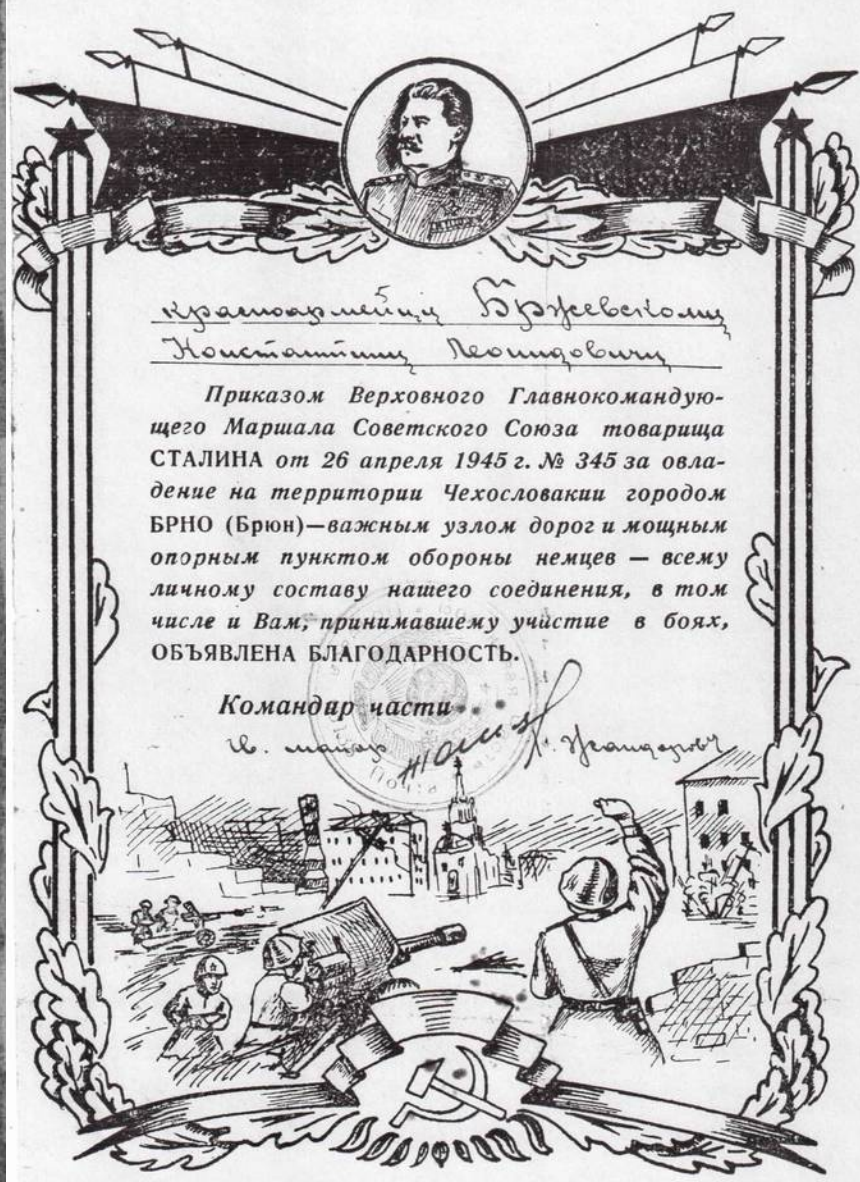 красноармейцу Бржевскому
Константину Леонидовичу
Приказом Верховного Главнокомандую-
щего Маршала Советского Союза товарища
СТАЛИНА от 26 апреля 1945 г. № 345 за овла-
дение на территории Чехословакии городом
БРНО (Брюн)—важным узлом дорог и мощным
опорным пунктом обороны немцев — всему
личному составу нашего соединения, в том
числе и Вам, принимавшему участие в боях,
ОБЪЯВЛЕНА БЛАГОДАРНОСТЬ.
Командир части
майор